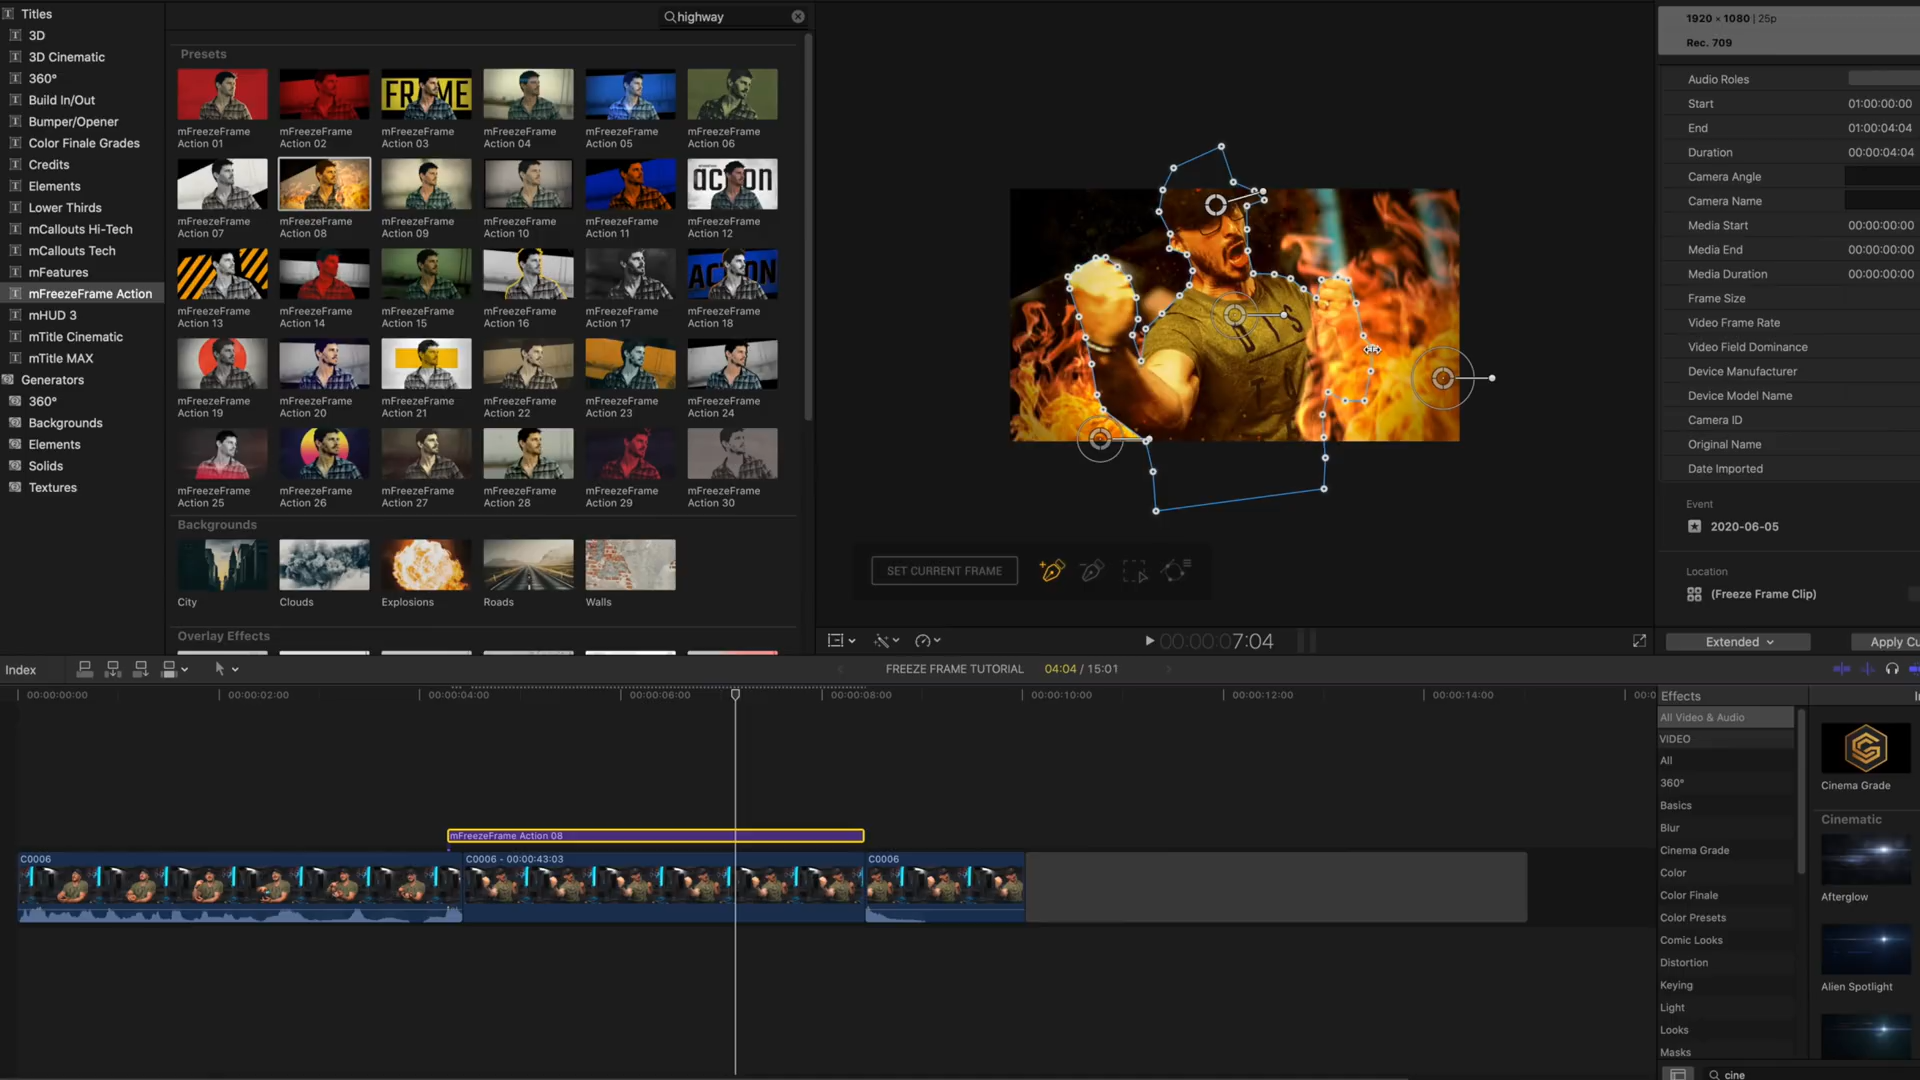 Titles
3D
3D Cinematic
360°
Build In/Out
Bumper/Opener
Color Finale Grades
Credits
Elements
Lower Thirds
mCallouts Hi-Tech
mCallouts Tech
mFeatures
mFreezeFrame Action
mHUD 3
mTitle Cinematic
mTitle MAX
Generators
360°
Backgrounds
Elements
Solids
Textures
highway
Presets
FRAME
mFreezeFrame Action 01
mFreezeFrame Action 02
mFreezeFrame Action 03
mFreezeFrame Action 04
mFreezeFrame Action 05
mFreezeFrame Action 06
action
mFreezeFrame Action 07
mFreezeFrame Action 08
mFreezeFrame Action 09
mFreezeFrame Action 10
mFreezeFrame Action 11
mFreezeFrame Action 12
ACTION
mFreezeFrame Action 13
mFreezeFrame Action 14
mFreezeFrame Action 15
mFreezeFrame Action 16
mFreezeFrame Action 17
mFreezeFrame Action 18
mFreezeFrame Action 19
mFreezeFrame Action 20
mFreezeFrame Action 21
mFreezeFrame Action 22
mFreezeFrame Action 23
mFreezeFrame Action 24
mFreezeFrame Action 25
mFreezeFrame Action 26
mFreezeFrame Action 27
mFreezeFrame Action 28
mFreezeFrame Action 29
mFreezeFrame Action 30
Backgrounds
City
Clouds
Explosions
Roads
Walls
Overlay Effects
SET CURRENT FRAME
00:00:0 7:04
1920 × 1080 | 25p
Rec. 709
Audio Roles
Start 01:00:00:00
End 01:00:04:04
Duration 00:00:04:04
Camera Angle
Camera Name
Media Start 00:00:00:00
Media End 00:00:00:00
Media Duration 00:00:00:00
Frame Size
Video Frame Rate
Video Field Dominance
Device Manufacturer
Device Model Name
Camera ID
Original Name
Date Imported
Event
2020-06-05
Location
(Freeze Frame Clip)
Extended
Apply Cu
Index
FREEZE FRAME TUTORIAL 04:04 / 15:01
00:00:00:00
00:00:02:00
00:00:04:00
00:00:06:00
00:00:08:00
00:00:10:00
00:00:12:00
00:00:14:00
00:0
mFreezeFrame Action 08
C0006
C0006 - 00:00:43:03
C0006
Effects
All Video & Audio
VIDEO
All
360°
Basics
Blur
Cinema Grade
Color
Color Finale
Color Presets
Comic Looks
Distortion
Keying
Light
Looks
Masks
Cinema Grade
Cinematic
Afterglow
Alien Spotlight
cine